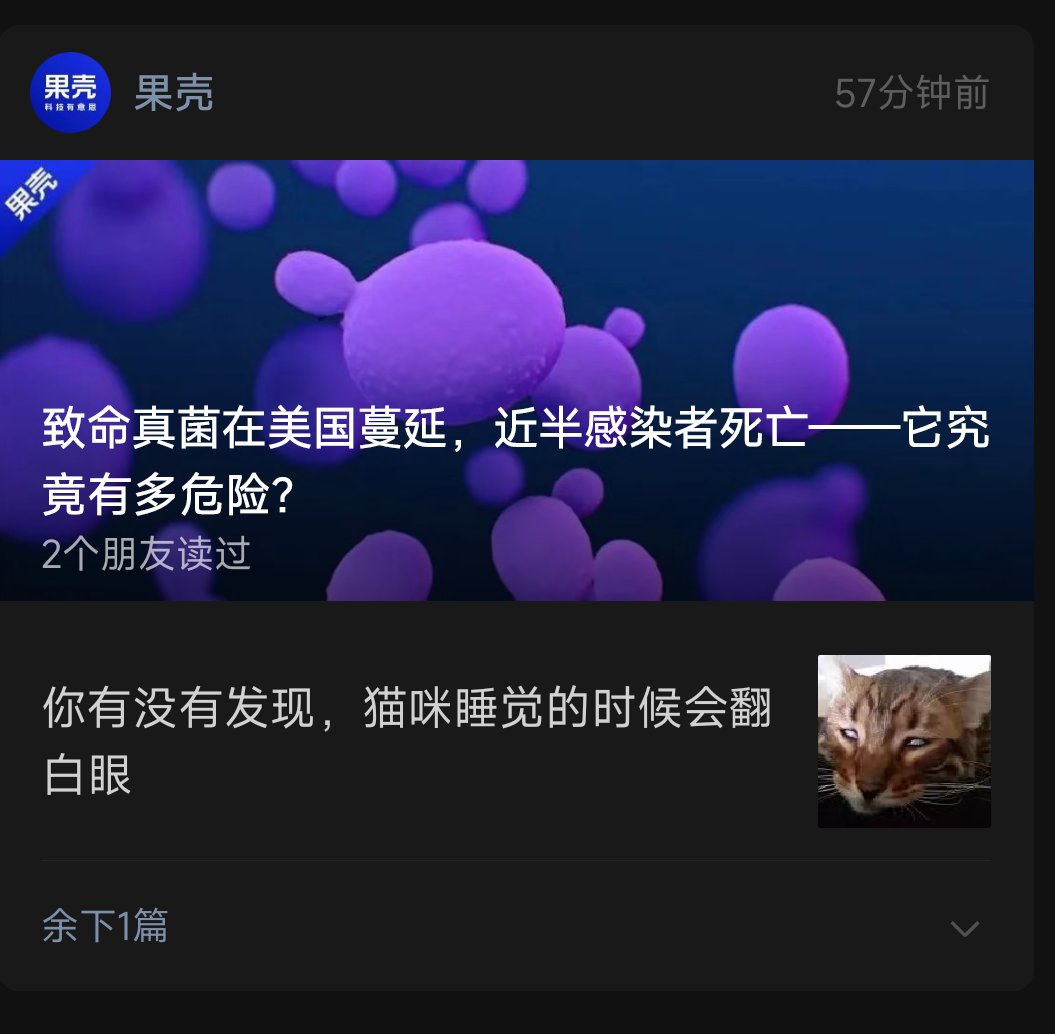 果壳
科技有意思
果壳
57分钟前
果壳
致命真菌在美国蔓延，近半感染者死亡——它究
竟有多危险？
2个朋友读过
你有没有发现，猫咪睡觉的时候会翻
白眼
余下1篇